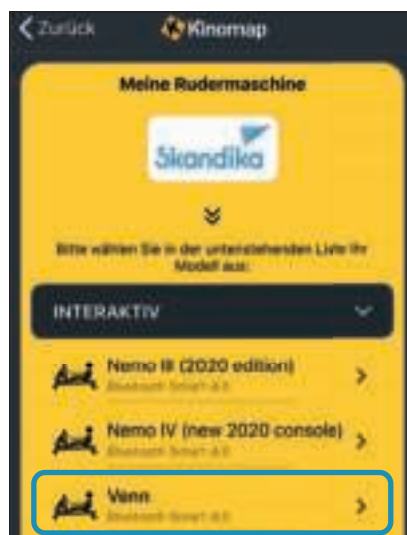 Zurück Kinomap
Meine Rudermaschine
Skandika
Bitte wählen Sie in der untenstehenden Liste Ihr
Modell aus:
INTERAKTIV
Nemo III (2020 edition)
Bluetooth Smart 4.0
Nemo IV (new 2020 console)
Bluetooth Smart 4.0
Venn
Bluetooth Smart 4.0